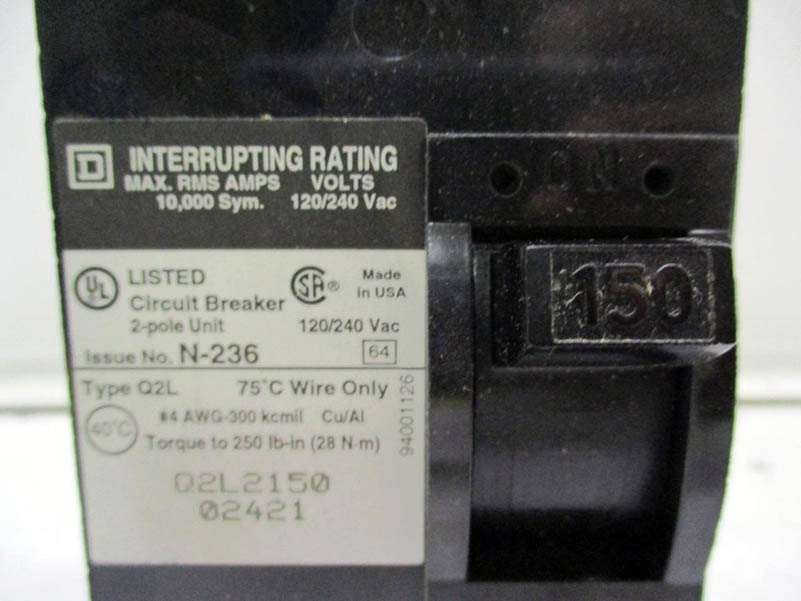 D INTERRUPTING RATING
MAX. RMS AMPS VOLTS
10,000 Sym. 120/240 Vac
ON
150
UL LISTED SA® Made
Circuit Breaker in USA
2-pole Unit 120/240 Vac
Issue No. N-236 64
Type Q2L 75°C Wire Only
40°C #4 AWG-300 kcmil Cu/Al
Torque to 250 lb-in (28 N·m)
94001126
Q2L2150
02421